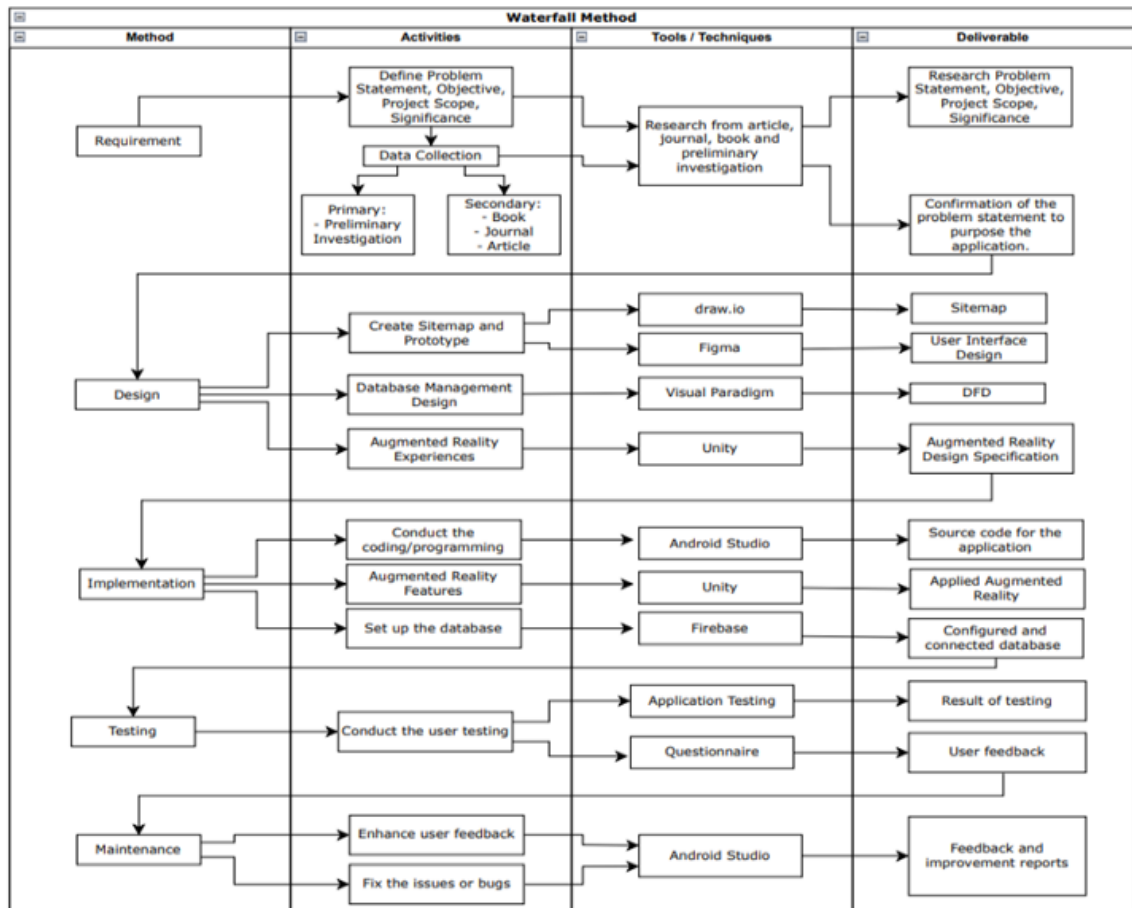 Waterfall Method
Method
Activities
Tools / Techniques
Deliverable
Requirement
Define Problem
Statement, Objective,
Project Scope,
Significance
Data Collection
Primary:
- Preliminary
Investigation
Secondary:
- Book
- Journal
- Article
Research from article,
journal, book and
preliminary
investigation
Research Problem
Statement, Objective,
Project Scope,
Significance
Confirmation of the
problem statement to
purpose the
application.
Design
Create Sitemap and
Prototype
draw.io
Sitemap
Figma
User Interface
Design
Database Management
Design
Visual Paradigm
DFD
Augmented Reality
Experiences
Unity
Augmented Reality
Design Specification
Implementation
Conduct the
coding/programming
Android Studio
Source code for the
application
Augmented Reality
Features
Unity
Applied Augmented
Reality
Set up the database
Firebase
Configured and
connected database
Testing
Conduct the user testing
Application Testing
Result of testing
Questionnaire
User feedback
Maintenance
Enhance user feedback
Fix the issues or bugs
Android Studio
Feedback and
improvement reports